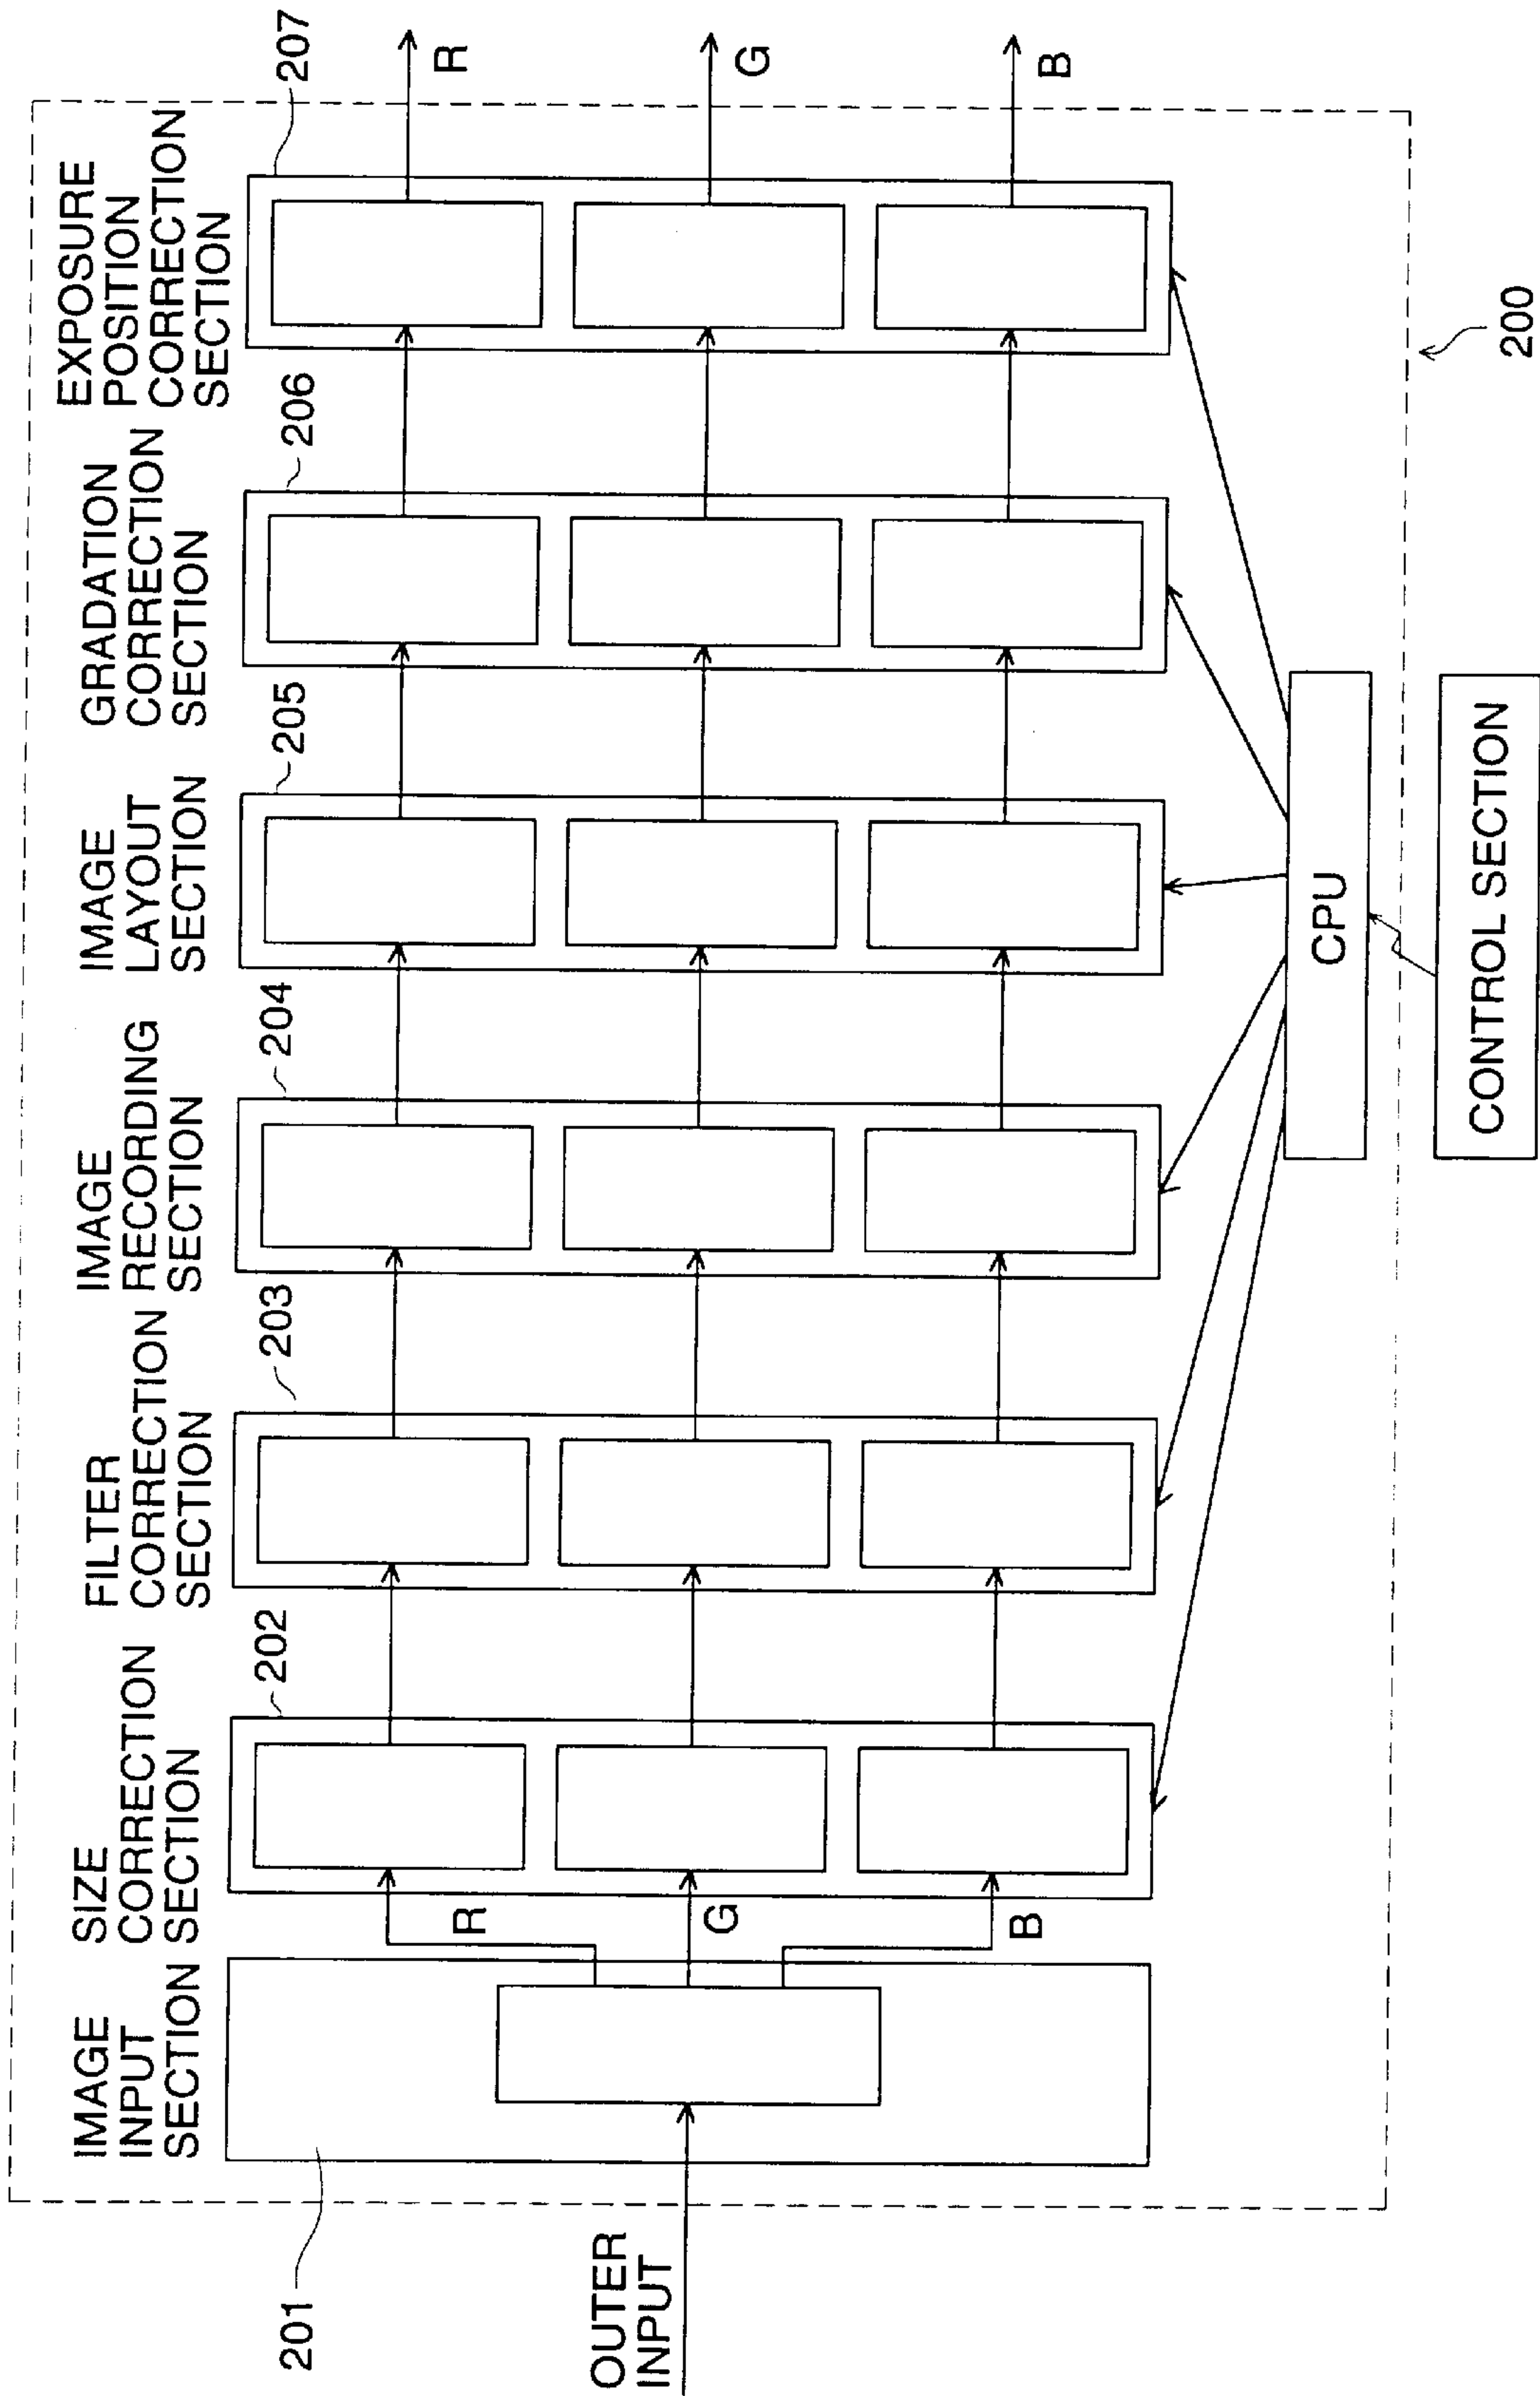 IMAGE
INPUT
SECTION
SIZE
CORRECTION
SECTION
FILTER
CORRECTION
SECTION
IMAGE
RECORDING
SECTION
IMAGE
LAYOUT
SECTION
GRADATION
CORRECTION
SECTION
EXPOSURE
POSITION
CORRECTION
SECTION
201
202
203
204
205
206
207
OUTER
INPUT
R
G
B
R
G
B
CPU
CONTROL SECTION
200